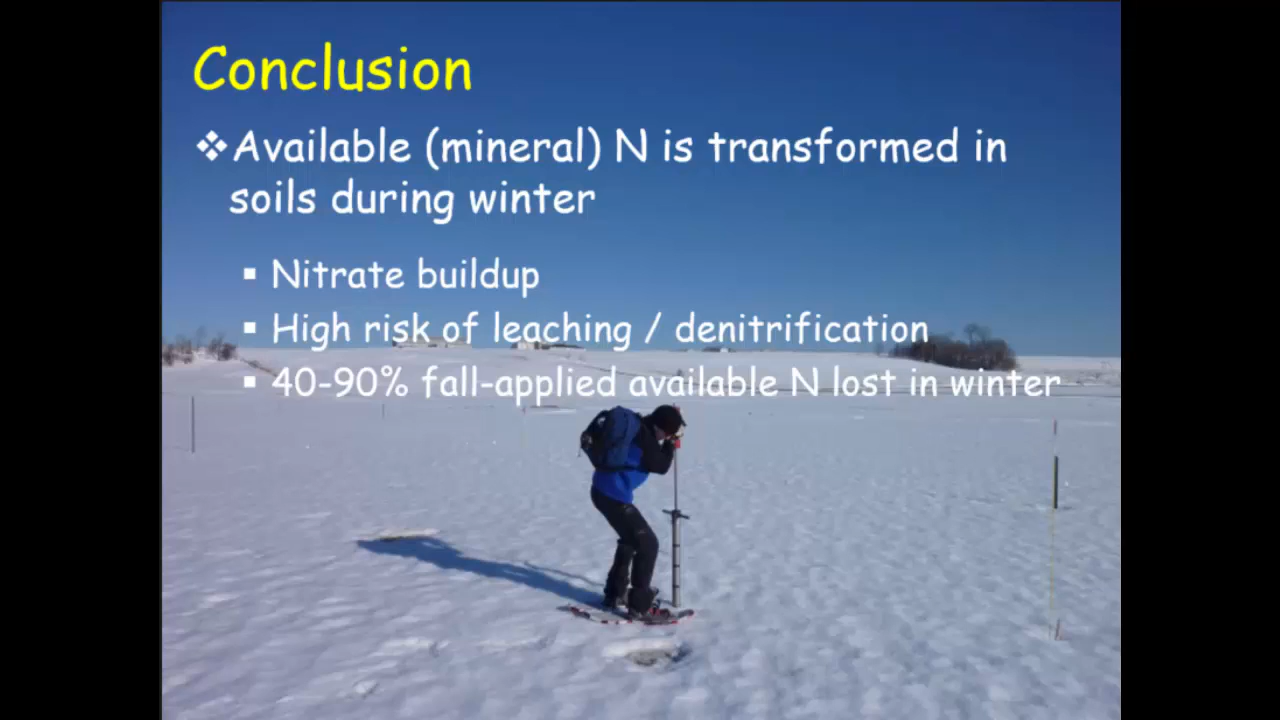 Conclusion
❖Available (mineral) N is transformed in
soils during winter
▪ Nitrate buildup
▪ High risk of leaching / denitrification
▪ 40-90% fall-applied available N lost in winter